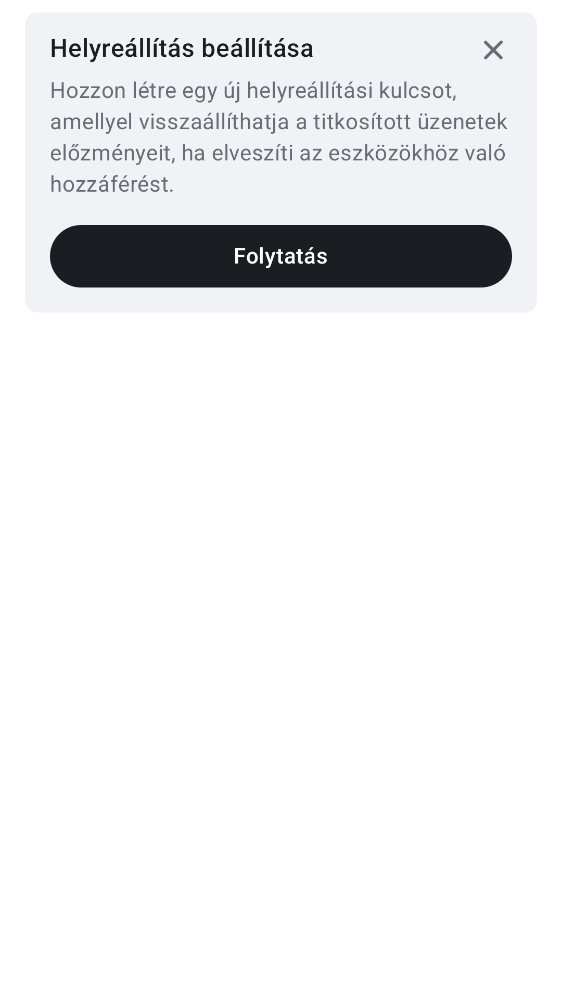 Helyreállítás beállítása
Hozzon létre egy új helyreállítási kulcsot,
amellyel visszaállíthatja a titkosított üzenetek
előzményeit, ha elveszíti az eszközökhöz való
hozzáférést.
Folytatás